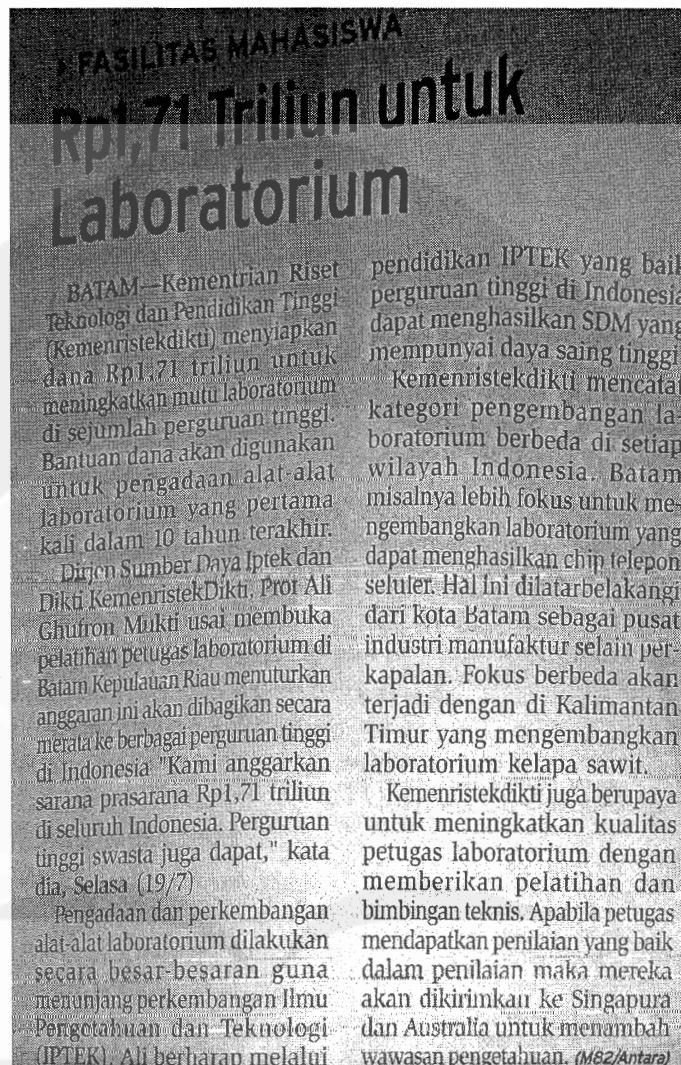 › FASILITAS MAHASISWA
Rp1,71 Triliun untuk
Laboratorium
BATAM—Kementrian Riset
Teknologi dan Pendidikan Tinggi
(Kemenristekdikti) menyiapkan
dana Rp1,71 triliun untuk
meningkatkan mutu laboratorium
di sejumlah perguruan tinggi.
Bantuan dana akan digunakan
untuk pengadaan alat-alat
laboratorium yang pertama
kali dalam 10 tahun terakhir.
Dirjen Sumber Daya Iptek dan
Dikti KemenristekDikti, Prof Ali
Ghufron Mukti usai membuka
pelatihan petugas laboratorium di
Batam Kepulauan Riau menuturkan
anggaran ini akan dibagikan secara
merata ke berbagai perguruan tinggi
di Indonesia "Kami anggarkan
sarana prasarana Rp1,71 triliun
di seluruh Indonesia. Perguruan
tinggi swasta juga dapat," kata
dia, Selasa (19/7)
Pengadaan dan perkembangan
alat-alat laboratorium dilakukan
secara besar-besaran guna
menunjang perkembangan Ilmu
Pengetahuan dan Teknologi
(IPTEK). Ali berharap melalui
pendidikan IPTEK yang baik
perguruan tinggi di Indonesia
dapat menghasilkan SDM yang
mempunyai daya saing tinggi
Kemenristekdikti mencatat
kategori pengembangan la-
boratorium berbeda di setiap
wilayah Indonesia. Batam
misalnya lebih fokus untuk me-
ngembangkan laboratorium yang
dapat menghasilkan chip telepon
seluler. Hal ini dilatarbelakangi
dari kota Batam sebagai pusat
industri manufaktur selain per-
kapalan. Fokus berbeda akan
terjadi dengan di Kalimantan
Timur yang mengembangkan
laboratorium kelapa sawit.
Kemenristekdikti juga berupaya
untuk meningkatkan kualitas
petugas laboratorium dengan
memberikan pelatihan dan
bimbingan teknis. Apabila petugas
mendapatkan penilaian yang baik
dalam penilaian maka mereka
akan dikirimkan ke Singapura
dan Australia untuk menambah
wawasan pengetahuan. (M82/Antara)